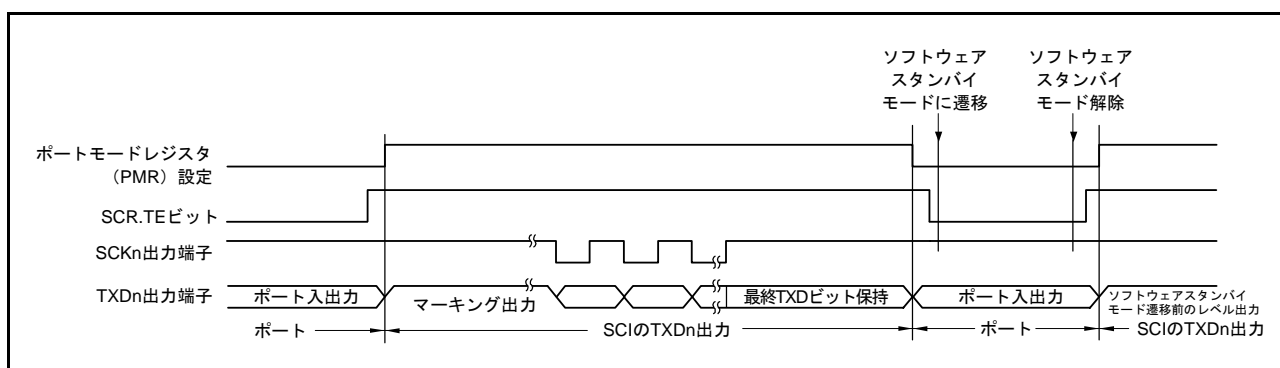 ソフトウェア
スタンバイ
モードに遷移
ソフトウェア
スタンバイ
モード解除
ポートモードレジスタ
（PMR）設定
SCR.TEビット
SCKn出力端子
TXDn出力端子
ポート入出力
マーキング出力
最終TXDビット保持
ポート入出力
ソフトウェアスタンバイ
モード遷移前のレベル出力
ポート
SCIのTXDn出力
ポート
SCIのTXDn出力